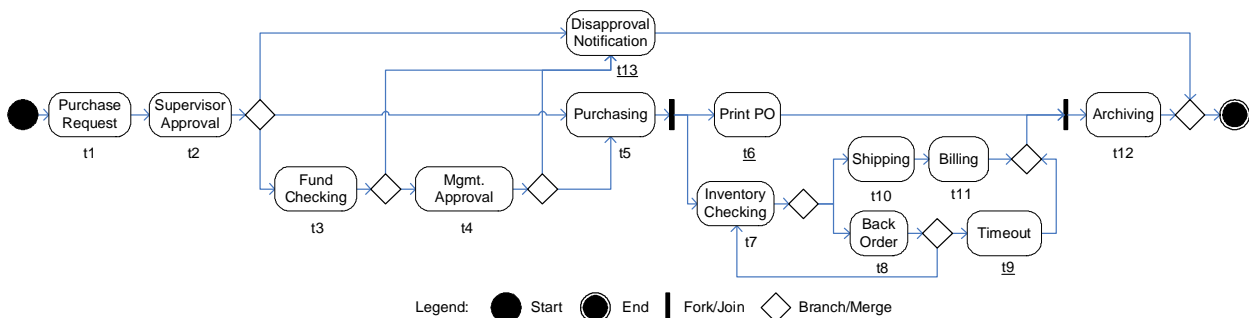 Disapproval
Notification
t13
Purchase
Request
t1
Supervisor
Approval
t2
Purchasing
t5
Print PO
t6
Archiving
t12
Fund
Checking
t3
Mgmt.
Approval
t4
Inventory
Checking
t7
Shipping
t10
Billing
t11
Back
Order
t8
Timeout
t9
Legend: Start End Fork/Join Branch/Merge